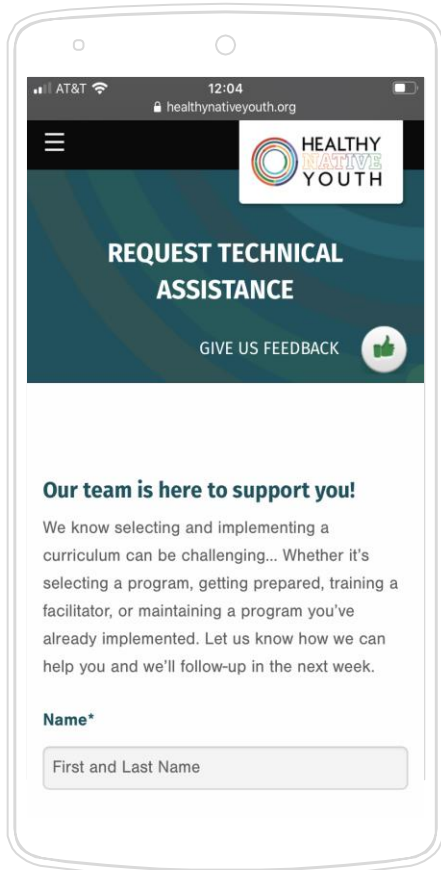 AT&T
12:04
healthynativeyouth.org
HEALTHY
NATIVE
YOUTH
REQUEST TECHNICAL
ASSISTANCE
GIVE US FEEDBACK
Our team is here to support you!
We know selecting and implementing a
curriculum can be challenging... Whether it's
selecting a program, getting prepared, training a
facilitator, or maintaining a program you've
already implemented. Let us know how we can
help you and we'll follow-up in the next week.
Name*
First and Last Name